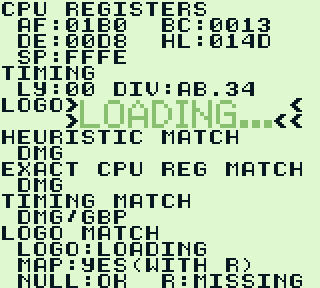 CPU REGISTERS
AF:01B0 BC:0013
DE:00D8 HL:014D
SP:FFFE
TIMING
LY:00 DIV:AB.34
LOGO> LOADING... <
> <<
HEURISTIC MATCH
DMG
EXACT CPU REG MATCH
DMG
TIMING MATCH
DMG/GBP
LOGO MATCH
LOGO:LOADING
MAP:YES(WITH R)
NULL:OK R:MISSING